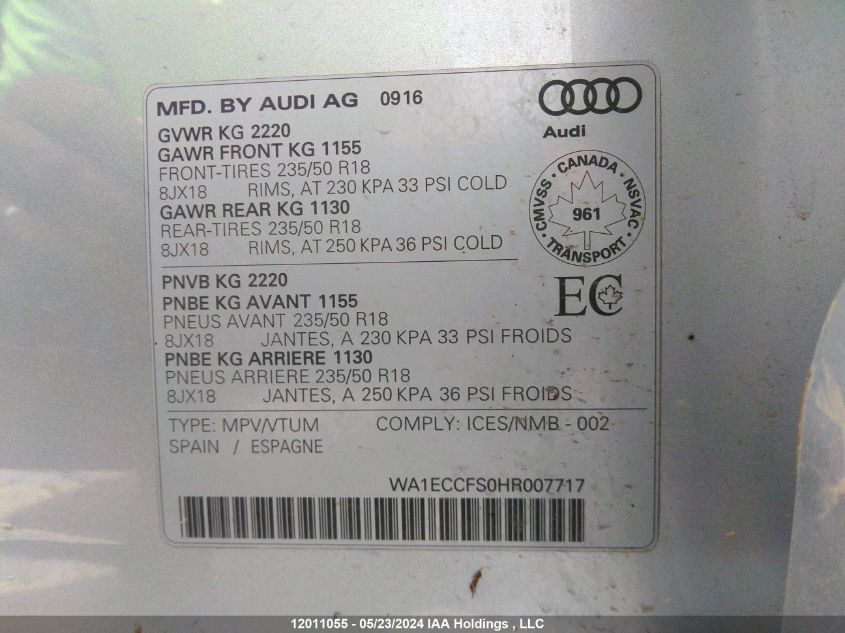 MFD. BY AUDI AG 0916
Audi
GVWR KG 2220
GAWR FRONT KG 1155
FRONT-TIRES 235/50 R18
8JX18 RIMS, AT 230 KPA 33 PSI COLD
GAWR REAR KG 1130
REAR-TIRES 235/50 R18
8JX18 RIMS, AT 250 KPA 36 PSI COLD
CMVSS • CANADA • NSVAC
961
TRANSPORT
EC
PNVB KG 2220
PNBE KG AVANT 1155
PNEUS AVANT 235/50 R18
8JX18 JANTES, A 230 KPA 33 PSI FROIDS
PNBE KG ARRIERE 1130
PNEUS ARRIERE 235/50 R18
8JX18 JANTES, A 250 KPA 36 PSI FROIDS
TYPE: MPV/VTUM COMPLY: ICES/NMB - 002
SPAIN / ESPAGNE
WA1ECCFS0HR007717
12011055 - 05/23/2024 IAA Holdings , LLC